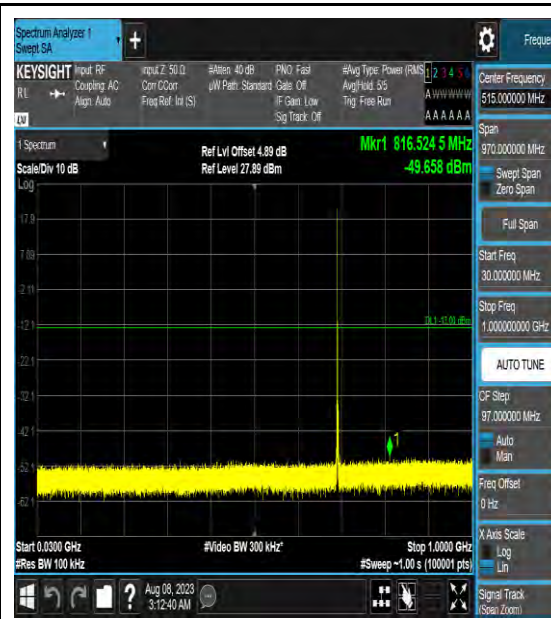 Spectrum Analyzer 1
Swept SA
Freque
KEYSIGHT
Input: RF
Coupling: AC
Align: Auto
Input Z: 50 Ω
Corr CCorr
Freq Ref: Int (S)
#Atten: 40 dB
µW Path: Standard
PNO: Fast
Gate: Off
IF Gain: Low
Sig Track: Off
#Avg Type: Power (RMS
Avg|Hold: 5/5
Trig: Free Run
1 2 3 4 5 6
A W W W W W
A A A A A A
RL
LV
1 Spectrum
Scale/Div 10 dB
Log
Ref Lvl Offset 4.89 dB
Ref Level 27.89 dBm
Mkr1 816.524 5 MHz
-49.658 dBm
17.9
7.89
-2.11
-12.1
-22.1
-32.1
-42.1
-52.1
-62.1
DL1 -13.00 dBm
1
Start 0.0300 GHz
#Res BW 100 kHz
#Video BW 300 kHz*
Stop 1.0000 GHz
#Sweep ~1.00 s (100001 pts)
Center Frequency
515.000000 MHz
Span
970.000000 MHz
Swept Span
Zero Span
Full Span
Start Freq
30.000000 MHz
Stop Freq
1.000000000 GHz
AUTO TUNE
CF Step
97.000000 MHz
Auto
Man
Freq Offset
0 Hz
X Axis Scale
Log
Lin
Signal Track
(Span Zoom)
?
Aug 08, 2023
3:12:40 AM